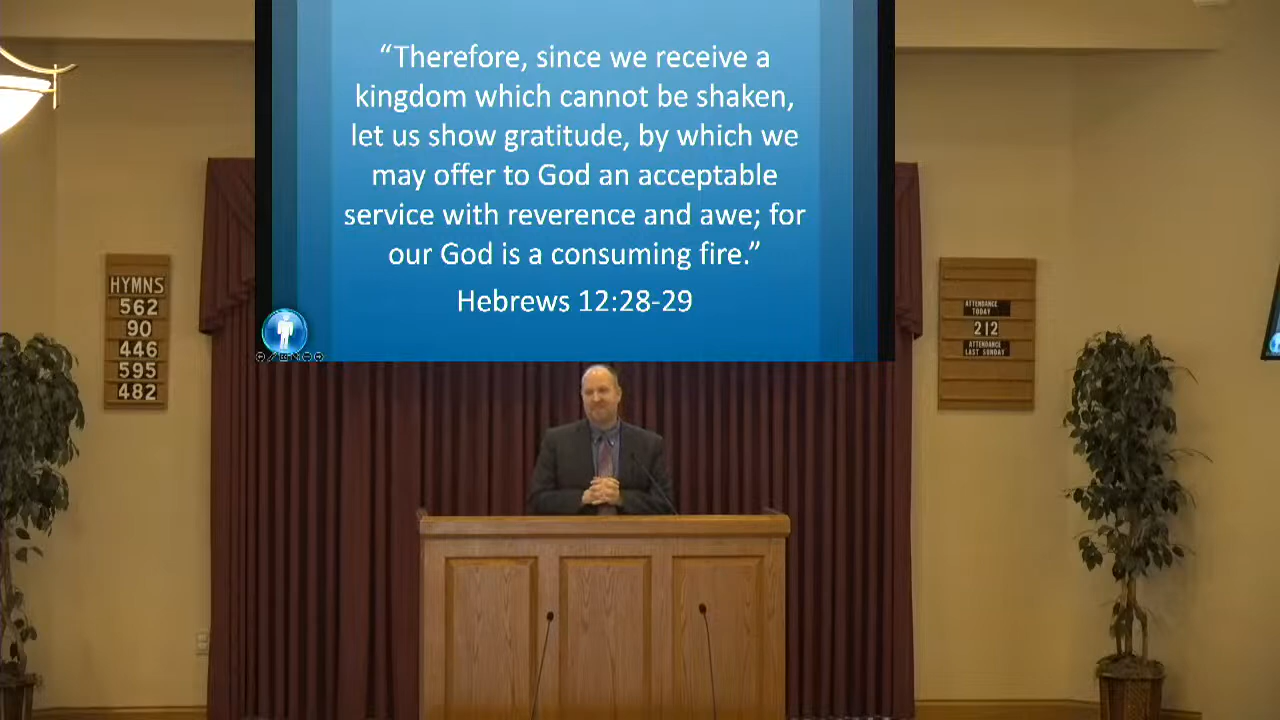 “Therefore, since we receive a
kingdom which cannot be shaken,
let us show gratitude, by which we
may offer to God an acceptable
service with reverence and awe; for
our God is a consuming fire.”
Hebrews 12:28-29
HYMNS
562
90
446
595
482
ATTENDANCE
TODAY
212
ATTENDANCE
LAST SUNDAY